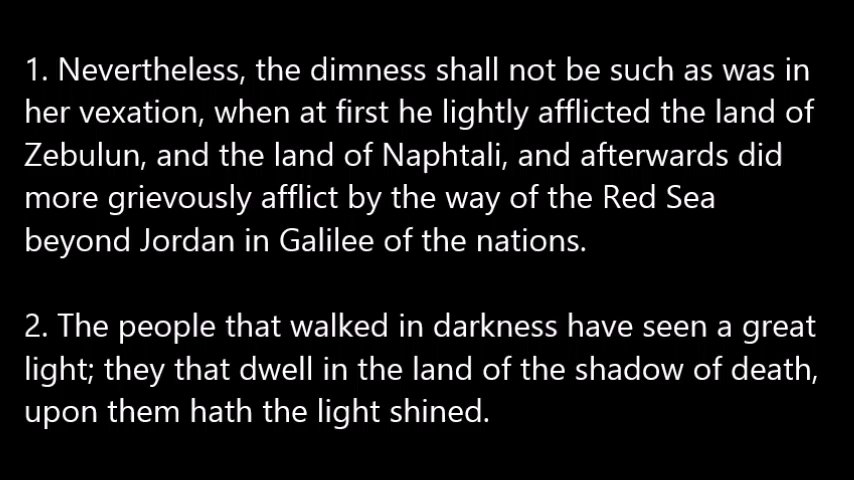 1. Nevertheless, the dimness shall not be such as was in
her vexation, when at first he lightly afflicted the land of
Zebulun, and the land of Naphtali, and afterwards did
more grievously afflict by the way of the Red Sea
beyond Jordan in Galilee of the nations.
2. The people that walked in darkness have seen a great
light; they that dwell in the land of the shadow of death,
upon them hath the light shined.